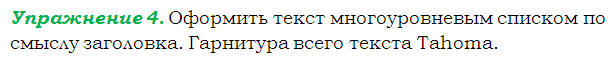 Упражнение 4. Оформить текст многоуровневым списком по
смыслу заголовка. Гарнитура всего текста Tahoma.